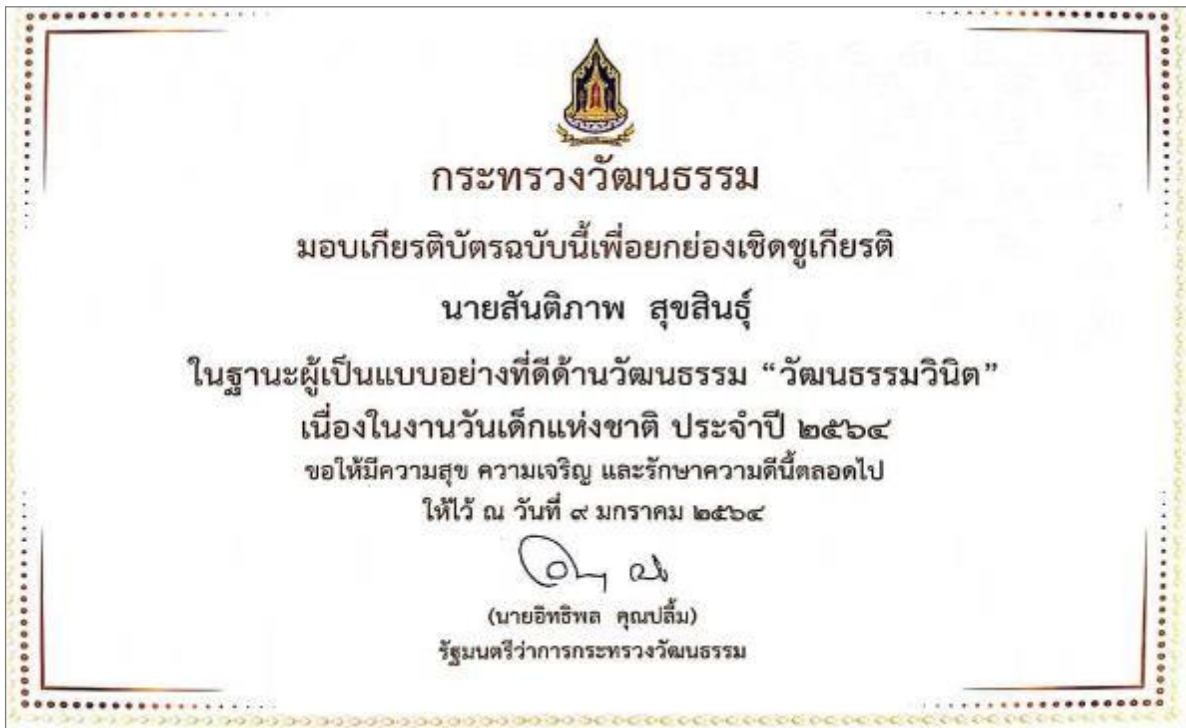 กระทรวงวัฒนธรรม
มอบเกียรติบัตรฉบับนี้เพื่อยกย่องเชิดชูเกียรติ
นายสันติภาพ สุขสินธุ์
ในฐานะผู้เป็นแบบอย่างที่ดีด้านวัฒนธรรม “วัฒนธรรมวินิต”
เนื่องในงานวันเด็กแห่งชาติ ประจำปี ๒๕๖๔
ขอให้มีความสุข ความเจริญ และรักษาความดีนี้ตลอดไป
ให้ไว้ ณ วันที่ ๙ มกราคม ๒๕๖๔
(นายอิทธิพล คุณปลื้ม)
รัฐมนตรีว่าการกระทรวงวัฒนธรรม